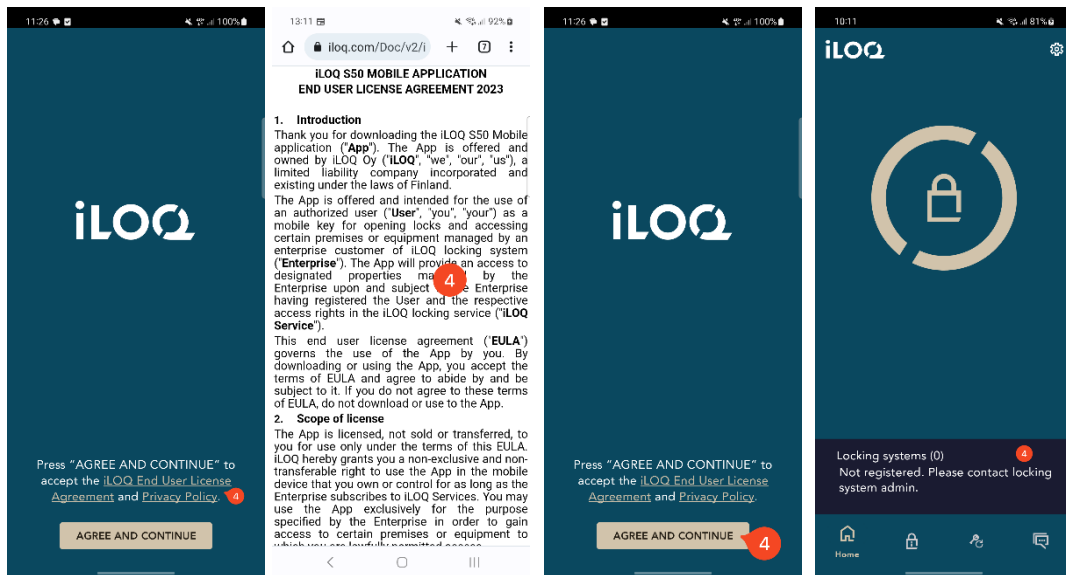 11:26
100%
iLOQ
Press "AGREE AND CONTINUE" to
accept the iLOQ End User License
Agreement and Privacy Policy.
4
AGREE AND CONTINUE
13:11
92%
iloq.com/Doc/v2/i
7
iLOQ S50 MOBILE APPLICATION
END USER LICENSE AGREEMENT 2023
1. Introduction
Thank you for downloading the iLOQ S50 Mobile
application ("App"). The App is offered and
owned by iLOQ Oy ("iLOQ", "we", "our", "us"), a
limited liability company incorporated and
existing under the laws of Finland.
The App is offered and intended for the use of
an authorized user ("User", "you", "your") as a
mobile key for opening locks and accessing
certain premises or equipment managed by an
enterprise customer of iLOQ locking system
("Enterprise"). The App will provide an access to
designated properties by the
Enterprise upon and subject Enterprise
having registered the User and the respective
access rights in the iLOQ locking service ("iLOQ
Service").
4
This end user license agreement ("EULA")
governs the use of the App by you. By
downloading or using the App, you accept the
terms of EULA and agree to abide by and be
subject to it. If you do not agree to these terms
of EULA, do not download or use to the App.
2. Scope of license
The App is licensed, not sold or transferred, to
you for use only under the terms of this EULA.
iLOQ hereby grants you a non-exclusive and non-
transferable right to use the App in the mobile
device that you own or control for as long as the
Enterprise subscribes to iLOQ Services. You may
use the App exclusively for the purpose
specified by the Enterprise in order to gain
access to certain premises or equipment to
which you are lawfully permitted access.
11:26
100%
iLOQ
Press "AGREE AND CONTINUE" to
accept the iLOQ End User License
Agreement and Privacy Policy.
AGREE AND CONTINUE
4
10:11
81%
iLOQ
Locking systems (0)
4
Not registered. Please contact locking
system admin.
Home